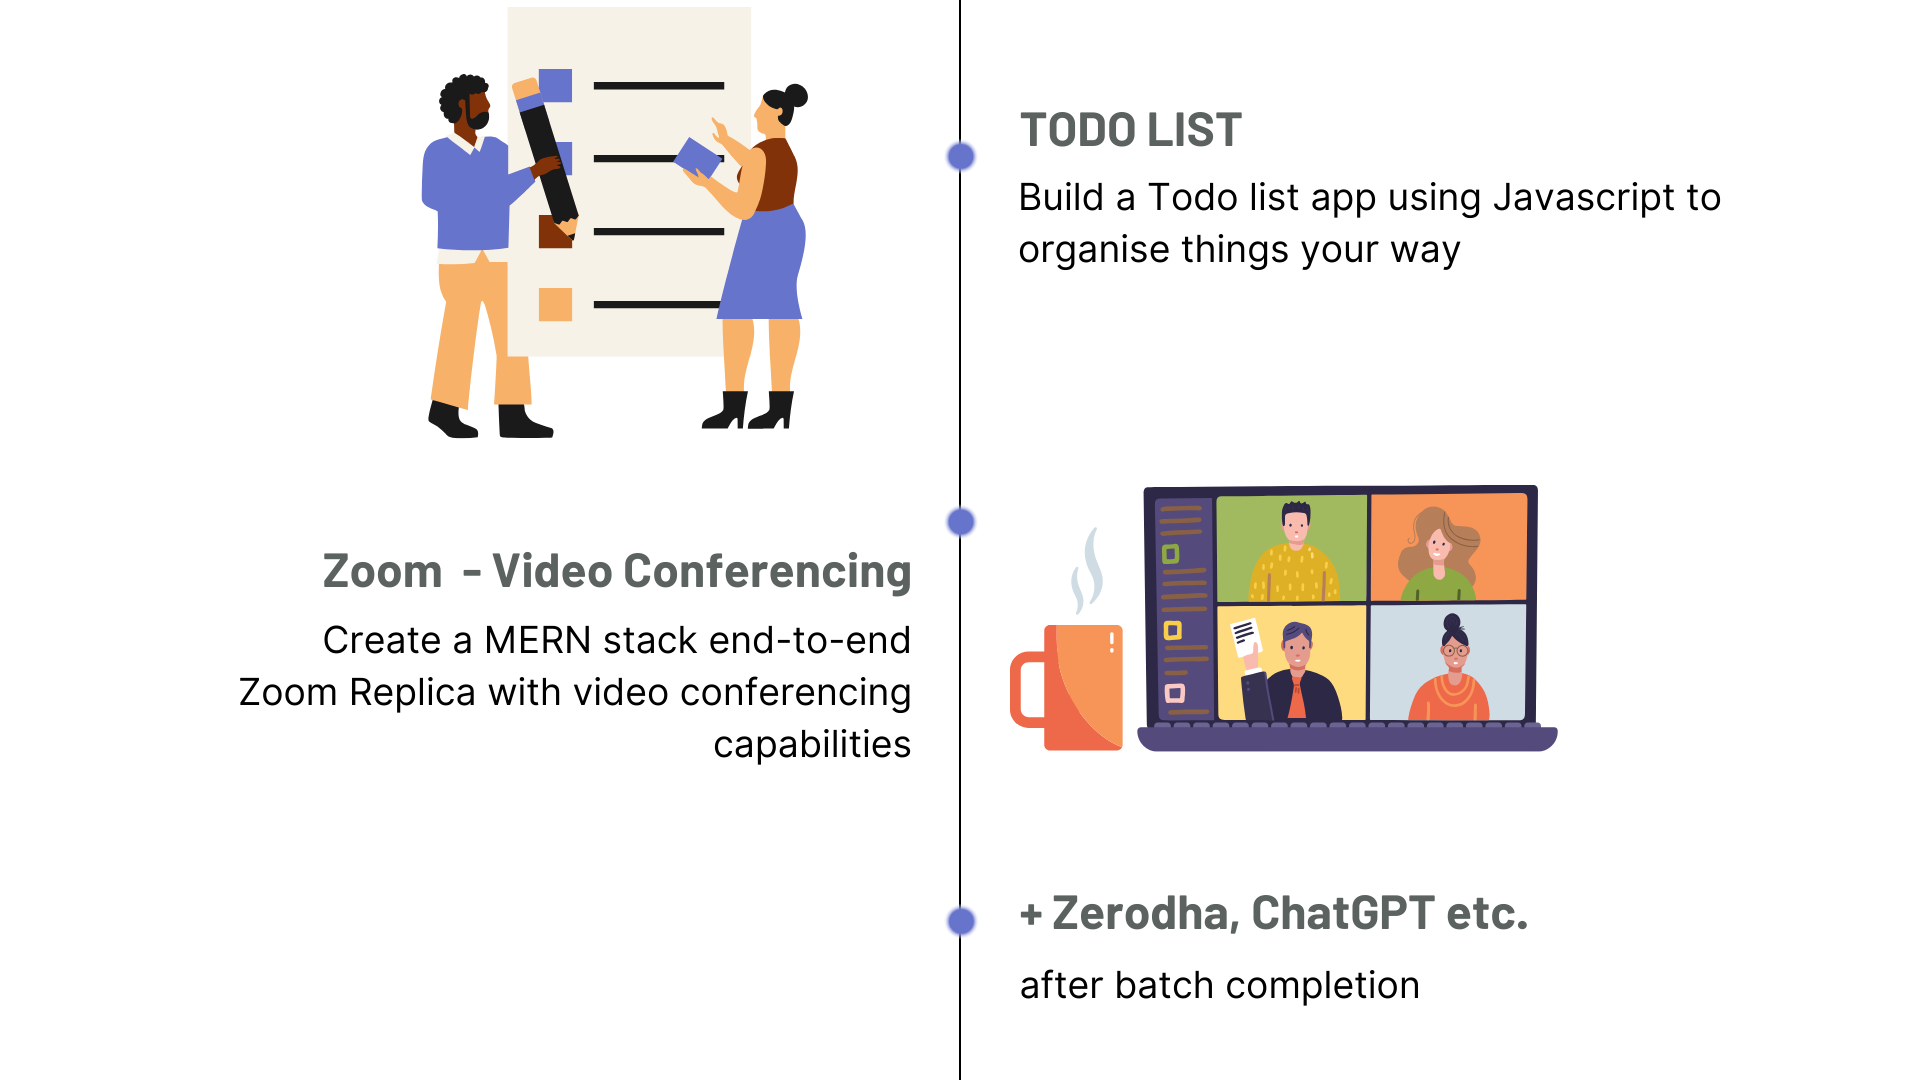 TODO LIST
Build a Todo list app using Javascript to
organise things your way
Zoom  - Video Conferencing
Create a MERN stack end-to-end
Zoom Replica with video conferencing
capabilities
+ Zerodha, ChatGPT etc.
after batch completion